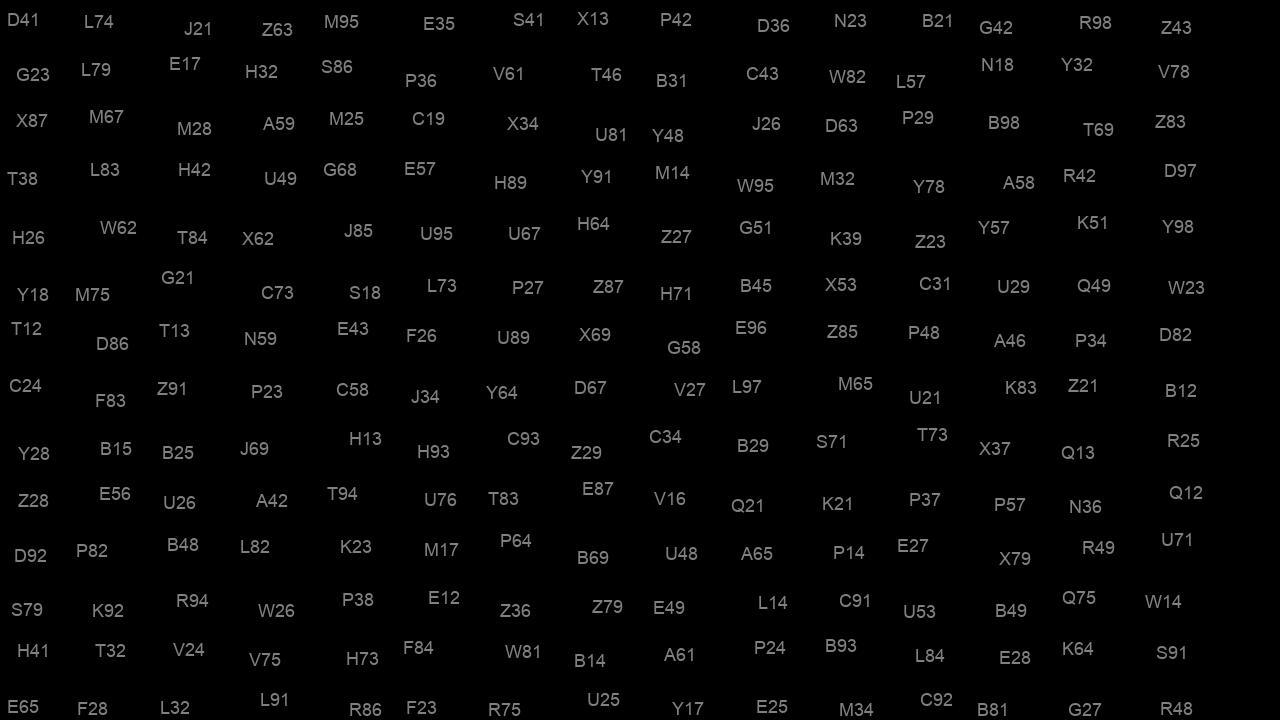 D41 L74 J21 Z63 M95 E35 S41 X13 P42 D36 N23 B21 G42 R98 Z43
G23 L79 E17 H32 S86 P36 V61 T46 B31 C43 W82 L57 N18 Y32 V78
X87 M67 M28 A59 M25 C19 X34 U81 Y48 J26 D63 P29 B98 T69 Z83
T38 L83 H42 U49 G68 E57 H89 Y91 M14 W95 M32 Y78 A58 R42 D97
H26 W62 T84 X62 J85 U95 U67 H64 Z27 G51 K39 Z23 Y57 K51 Y98
Y18 M75 G21 C73 S18 L73 P27 Z87 H71 B45 X53 C31 U29 Q49 W23
T12 D86 T13 N59 E43 F26 U89 X69 G58 E96 Z85 P48 A46 P34 D82
C24 F83 Z91 P23 C58 J34 Y64 D67 V27 L97 M65 U21 K83 Z21 B12
Y28 B15 B25 J69 H13 H93 C93 Z29 C34 B29 S71 T73 X37 Q13 R25
Z28 E56 U26 A42 T94 U76 T83 E87 V16 Q21 K21 P37 P57 N36 Q12
D92 P82 B48 L82 K23 M17 P64 B69 U48 A65 P14 E27 X79 R49 U71
S79 K92 R94 W26 P38 E12 Z36 Z79 E49 L14 C91 U53 B49 Q75 W14
H41 T32 V24 V75 H73 F84 W81 B14 A61 P24 B93 L84 E28 K64 S91
E65 F28 L32 L91 R86 F23 R75 U25 Y17 E25 M34 C92 B81 G27 R48